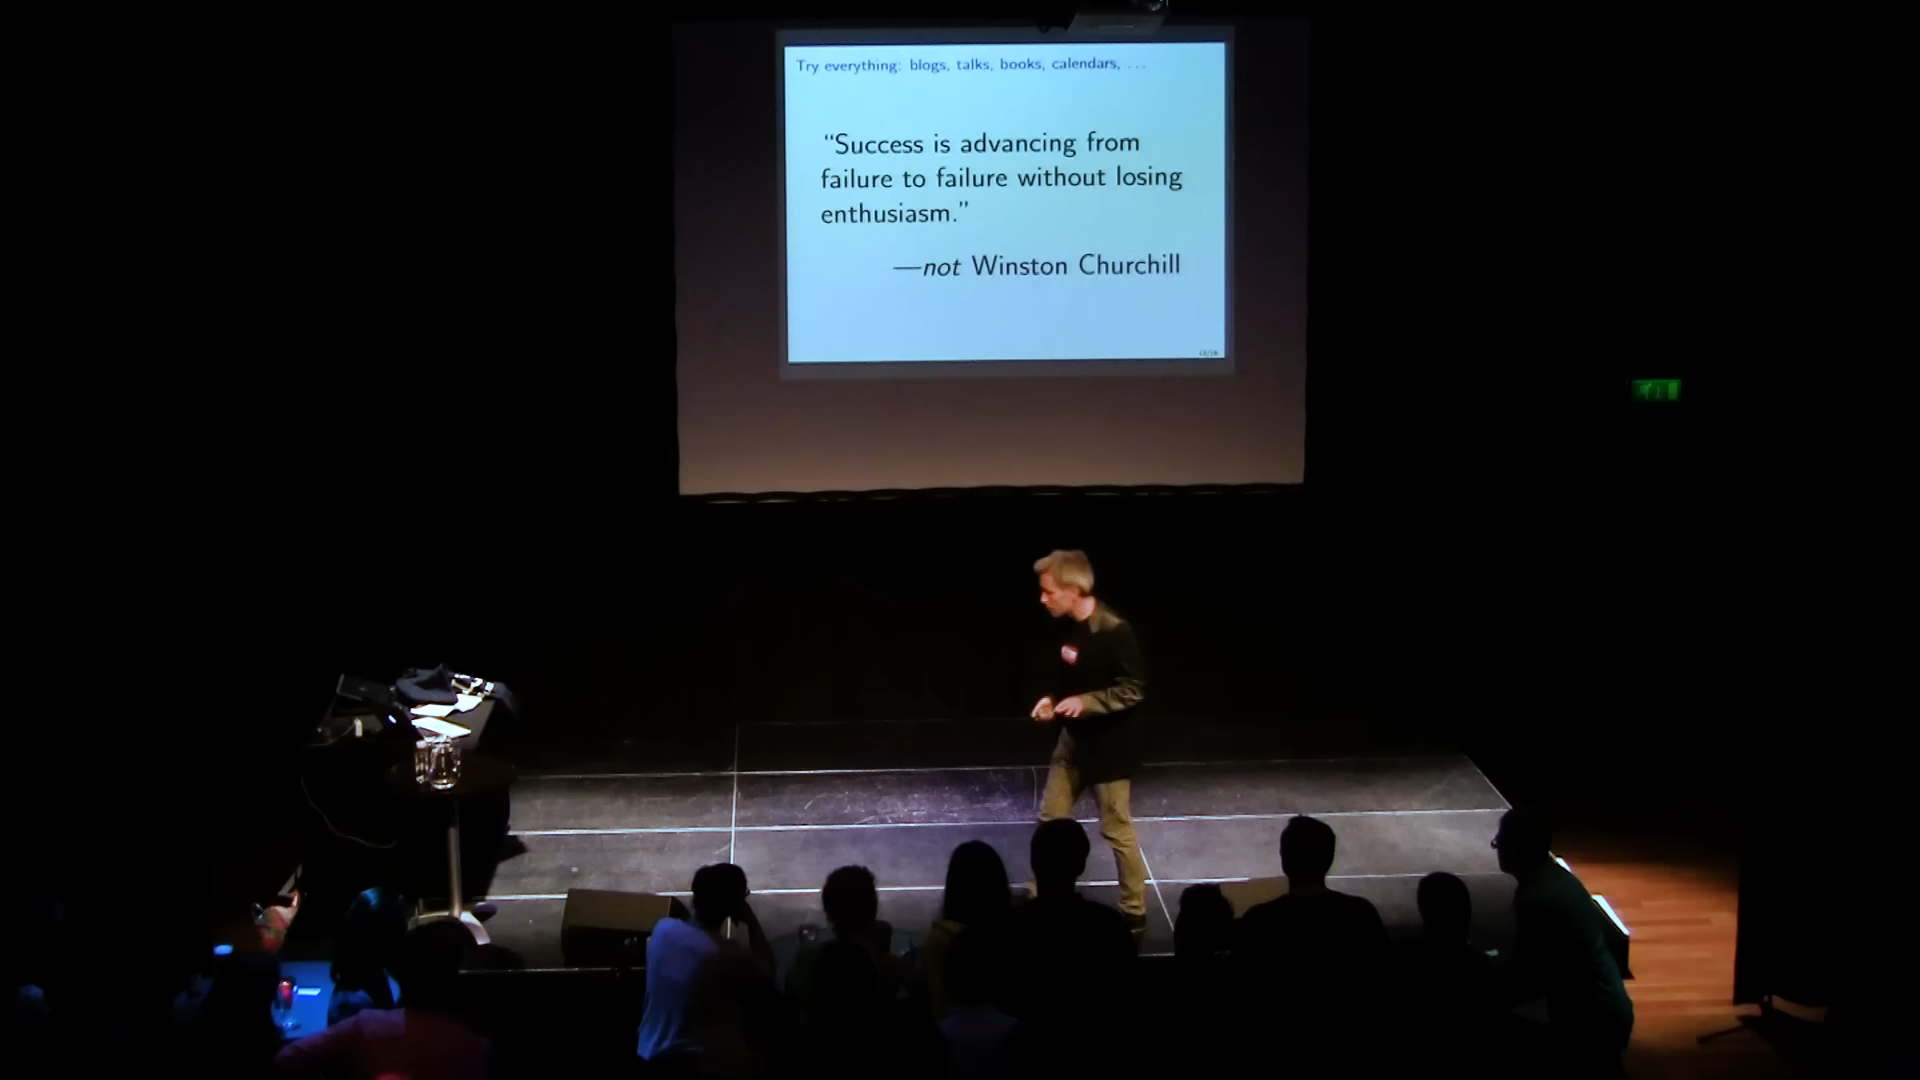 Try everything: blogs, talks, books, calendars, ...
“Success is advancing from
failure to failure without losing
enthusiasm.”
—not Winston Churchill